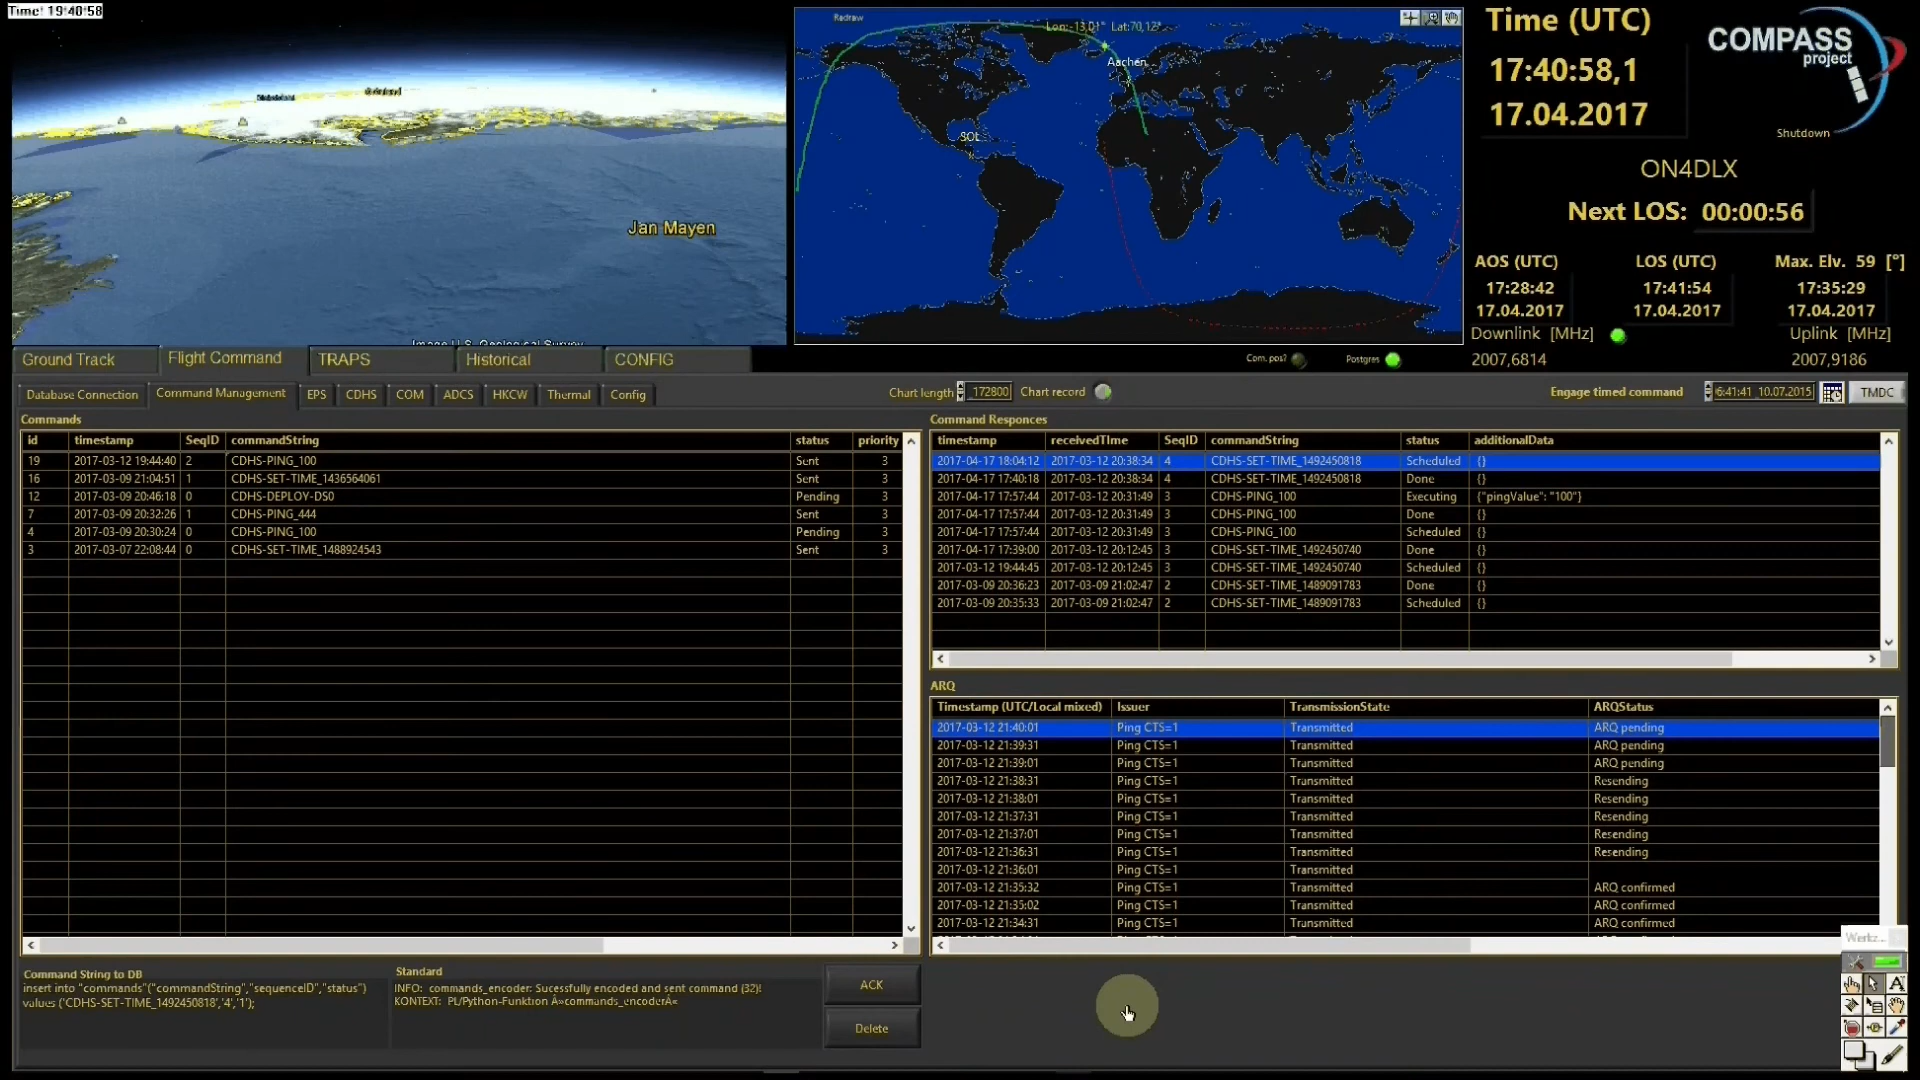 Time: 19:40:58
Jan Mayen
Image U.S. Geological Survey
Redraw
Lon:-13,01° Lat:70,12°
Aachen
SOL
Time (UTC)
17:40:58,1
17.04.2017
COMPASS
project
Shutdown
ON4DLX
Next LOS: 00:00:56
AOS (UTC) LOS (UTC) Max. Elv. 59 [°]
17:28:42 17:41:54 17:35:29
17.04.2017 17.04.2017 17.04.2017
Downlink [MHz] Uplink [MHz]
2007,6814 2007,9186
Ground Track Flight Command TRAPS Historical CONFIG
Com. pos? Postgres
Database Connection Command Management EPS CDHS COM ADCS HKCW Thermal Config
Chart length 172800 Chart record
Engage timed command 6:41:41 10.07.2015 TMDC
Commands
id timestamp SeqID commandString status priority
19 2017-03-12 19:44:40 2 CDHS-PING_100 Sent 3
16 2017-03-09 21:04:51 1 CDHS-SET-TIME_1436564061 Sent 3
12 2017-03-09 20:46:18 0 CDHS-DEPLOY-DS0 Pending 3
7 2017-03-09 20:32:26 1 CDHS-PING_444 Sent 3
4 2017-03-09 20:30:24 0 CDHS-PING_100 Pending 3
3 2017-03-07 22:08:44 0 CDHS-SET-TIME_1488924543 Sent 3
Command Responces
timestamp receivedTIme SeqID commandString status additionalData
2017-04-17 18:04:12 2017-03-12 20:38:34 4 CDHS-SET-TIME_1492450818 Scheduled {}
2017-04-17 17:40:18 2017-03-12 20:38:34 4 CDHS-SET-TIME_1492450818 Done {}
2017-04-17 17:57:44 2017-03-12 20:31:49 3 CDHS-PING_100 Executing {"pingValue": "100"}
2017-04-17 17:57:44 2017-03-12 20:31:49 3 CDHS-PING_100 Done {}
2017-04-17 17:57:44 2017-03-12 20:31:49 3 CDHS-PING_100 Scheduled {}
2017-04-17 17:39:00 2017-03-12 20:12:45 3 CDHS-SET-TIME_1492450740 Done {}
2017-03-12 19:44:45 2017-03-12 20:12:45 3 CDHS-SET-TIME_1492450740 Scheduled {}
2017-03-09 20:36:23 2017-03-09 21:02:47 2 CDHS-SET-TIME_1489091783 Done {}
2017-03-09 20:35:33 2017-03-09 21:02:47 2 CDHS-SET-TIME_1489091783 Scheduled {}
ARQ
Timestamp (UTC/Local mixed) Issuer TransmissionState ARQStatus
2017-03-12 21:40:01 Ping CTS=1 Transmitted ARQ pending
2017-03-12 21:39:31 Ping CTS=1 Transmitted ARQ pending
2017-03-12 21:39:01 Ping CTS=1 Transmitted ARQ pending
2017-03-12 21:38:31 Ping CTS=1 Transmitted Resending
2017-03-12 21:38:01 Ping CTS=1 Transmitted Resending
2017-03-12 21:37:31 Ping CTS=1 Transmitted Resending
2017-03-12 21:37:01 Ping CTS=1 Transmitted Resending
2017-03-12 21:36:31 Ping CTS=1 Transmitted Resending
2017-03-12 21:36:01 Ping CTS=1 Transmitted
2017-03-12 21:35:32 Ping CTS=1 Transmitted ARQ confirmed
2017-03-12 21:35:02 Ping CTS=1 Transmitted ARQ confirmed
2017-03-12 21:34:31 Ping CTS=1 Transmitted ARQ confirmed
Command String to DB
insert into "commands"("commandString","sequenceID","status")
values ('CDHS-SET-TIME_1492450818','4','1');
Standard
INFO: commands_encoder: Sucessfully encoded and sent command (32)!
KONTEXT: PL/Python-Funktion Â»commands_encoderÂ«
ACK
Delete
Werkz...